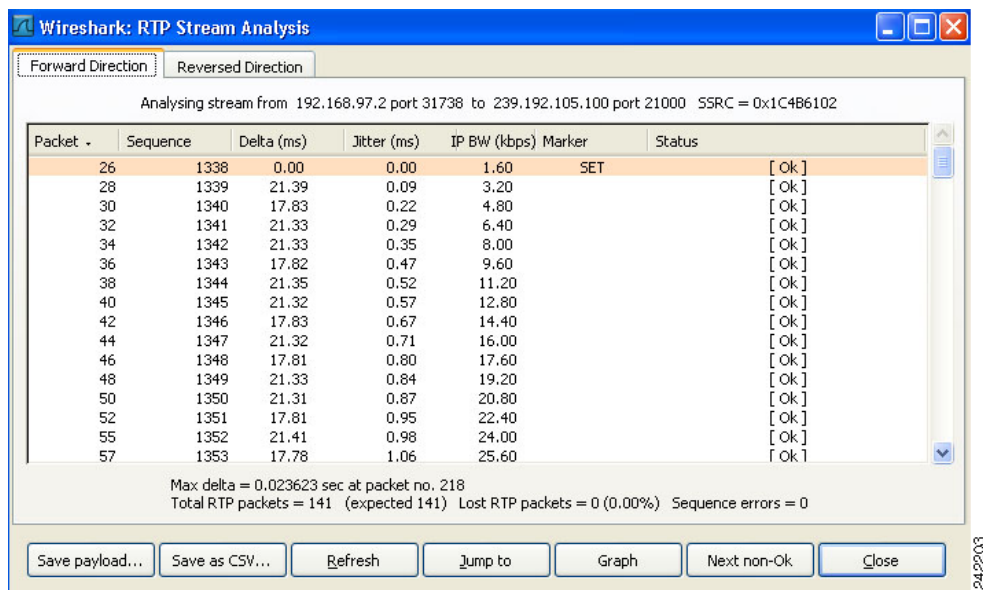 Wireshark: RTP Stream Analysis
Forward Direction Reversed Direction
Analysing stream from 192.168.97.2 port 31738 to 239.192.105.100 port 21000 SSRC = 0x1C4B6102
Packet Sequence Delta (ms) Jitter (ms) IP BW (kbps) Marker Status
26 1338 0.00 0.00 1.60 SET [ Ok ]
28 1339 21.39 0.09 3.20 [ Ok ]
30 1340 17.83 0.22 4.80 [ Ok ]
32 1341 21.33 0.29 6.40 [ Ok ]
34 1342 21.33 0.35 8.00 [ Ok ]
36 1343 17.82 0.47 9.60 [ Ok ]
38 1344 21.35 0.52 11.20 [ Ok ]
40 1345 21.32 0.57 12.80 [ Ok ]
42 1346 17.83 0.67 14.40 [ Ok ]
44 1347 21.32 0.71 16.00 [ Ok ]
46 1348 17.81 0.80 17.60 [ Ok ]
48 1349 21.33 0.84 19.20 [ Ok ]
50 1350 21.31 0.87 20.80 [ Ok ]
52 1351 17.81 0.95 22.40 [ Ok ]
55 1352 21.41 0.98 24.00 [ Ok ]
57 1353 17.78 1.06 25.60 [ Ok ]
Max delta = 0.023623 sec at packet no. 218
Total RTP packets = 141 (expected 141) Lost RTP packets = 0 (0.00%) Sequence errors = 0
Save payload... Save as CSV... Refresh Jump to Graph Next non-Ok Close
242203